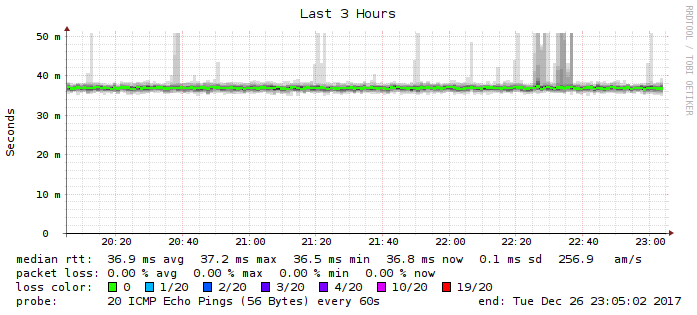 Last 3 Hours
RRDTOOL / TOBI OETIKER
Seconds
50 m
40 m
30 m
20 m
10 m
0
20:20 20:40 21:00 21:20 21:40 22:00 22:20 22:40 23:00
median rtt: 36.9 ms avg 37.2 ms max 36.5 ms min 36.8 ms now 0.1 ms sd 256.9 am/s
packet loss: 0.00 % avg 0.00 % max 0.00 % min 0.00 % now
loss color: 0 1/20 2/20 3/20 4/20 10/20 19/20
probe: 20 ICMP Echo Pings (56 Bytes) every 60s end: Tue Dec 26 23:05:02 2017